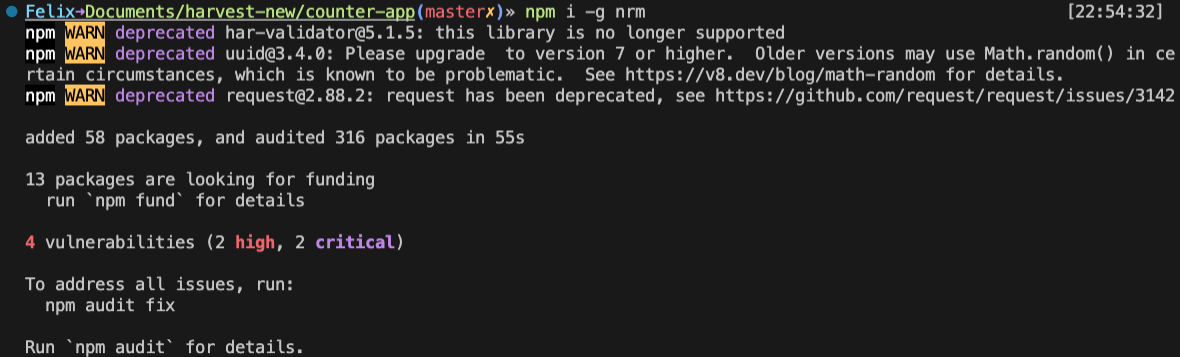 Felix→Documents/harvest-new/counter-app(master✗)» npm i -g nrm [22:54:32]
npm WARN deprecated har-validator@5.1.5: this library is no longer supported
npm WARN deprecated uuid@3.4.0: Please upgrade  to version 7 or higher.  Older versions may use Math.random() in ce
rtain circumstances, which is known to be problematic.  See https://v8.dev/blog/math-random for details.
npm WARN deprecated request@2.88.2: request has been deprecated, see https://github.com/request/request/issues/3142
added 58 packages, and audited 316 packages in 55s
13 packages are looking for funding
  run `npm fund` for details
4 vulnerabilities (2 high, 2 critical)
To address all issues, run:
  npm audit fix
Run `npm audit` for details.